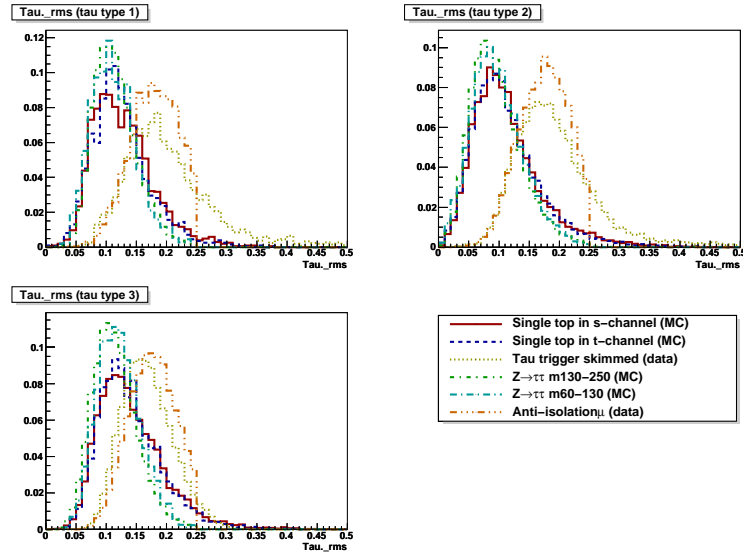 Tau._rms (tau type 1)
0.12
0.1
0.08
0.06
0.04
0.02
0
0 0.05 0.1 0.15 0.2 0.25 0.3 0.35 0.4 0.45 0.5
Tau._rms
Tau._rms (tau type 2)
0.1
0.08
0.06
0.04
0.02
0
0 0.05 0.1 0.15 0.2 0.25 0.3 0.35 0.4 0.45 0.5
Tau._rms
Tau._rms (tau type 3)
0.1
0.08
0.06
0.04
0.02
0
0 0.05 0.1 0.15 0.2 0.25 0.3 0.35 0.4 0.45 0.5
Tau._rms
Single top in s−channel (MC)
Single top in t−channel (MC)
Tau trigger skimmed (data)
Z→ττ m130−250 (MC)
Z→ττ m60−130 (MC)
Anti−isolationμ (data)